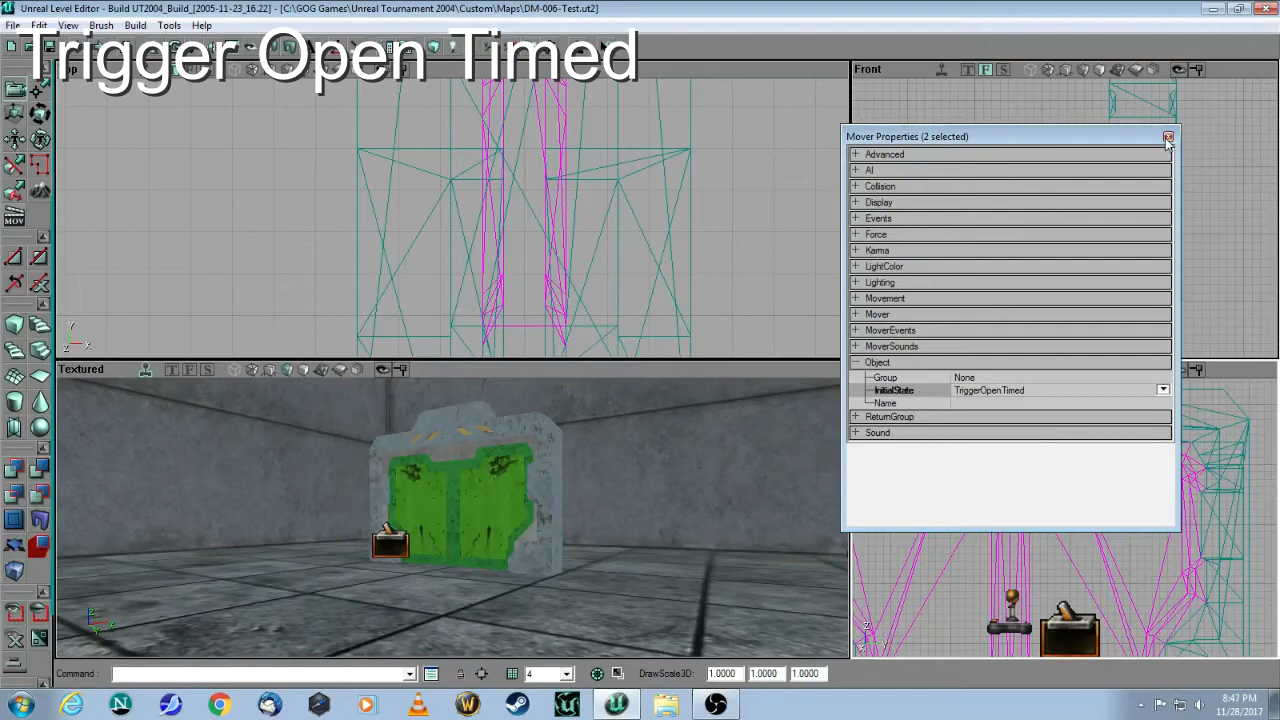 Unreal Level Editor - Build UT2004_Build_[2005-11-23_16.22] - [C:\GOG Games\Unreal Tournament 2004\Custom\Maps\DM-006-Test.ut2]
File Edit View Brush Build Tools Help
Trigger Open Timed
Top
T F S
Front
T F S
Mover Properties (2 selected)
Advanced
AI
Collision
Display
Events
Force
Karma
LightColor
Lighting
Movement
Mover
MOV
MoverEvents
MoverSounds
Object
Group None
InitialState TriggerOpenTimed
Name
ReturnGroup
Sound
Y
Z X
Textured
T F S
Command :
4
DrawScale3D: 1.0000 1.0000 1.0000
8:47 PM
11/28/2017